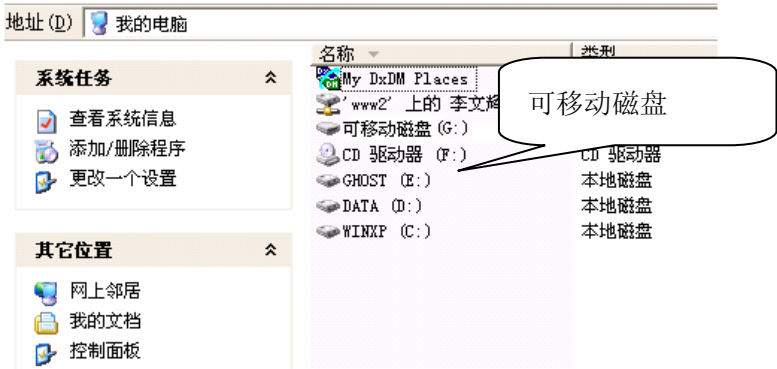 地址(D) 我的电脑
名称 类型
系统任务
查看系统信息
添加/删除程序
更改一个设置
其它位置
网上邻居
我的文档
控制面板
My DxDM Places
'www2' 上的 李文辉
可移动磁盘 (G:)
CD 驱动器 (F:) CD 驱动器
GHOST (E:) 本地磁盘
DATA (D:) 本地磁盘
WINXP (C:) 本地磁盘
可移动磁盘